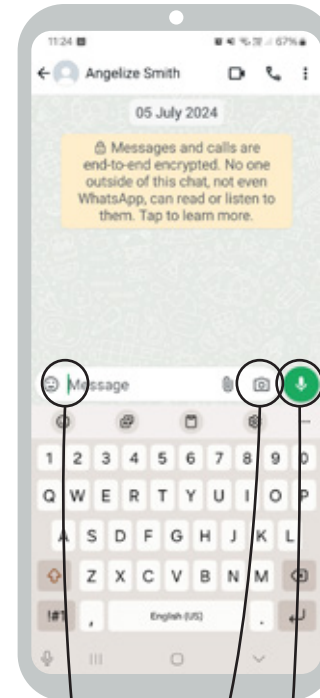 11:24 67%
Angelize Smith
05 July 2024
Messages and calls are
end-to-end encrypted. No one
outside of this chat, not even
WhatsApp, can read or listen to
them. Tap to learn more.
Message
1 2 3 4 5 6 7 8 9 0
Q W E R T Y U I O P
A S D F G H J K L
Z X C V B N M
!#1 , English (US) .